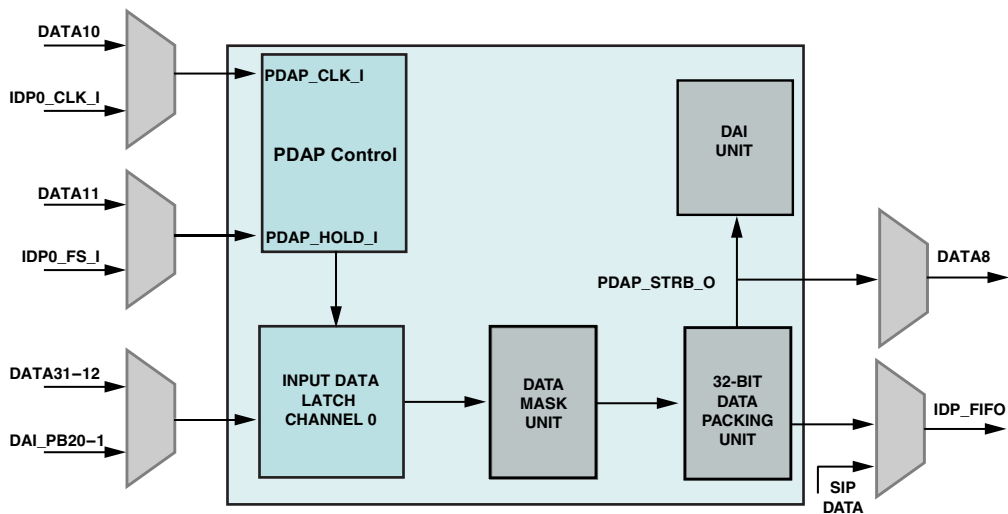 DATA10
IDP0_CLK_I
PDAP_CLK_I
PDAP Control
DATA11
IDP0_FS_I
PDAP_HOLD_I
DAI
UNIT
PDAP_STRB_O
DATA8
DATA31–12
DAI_PB20–1
INPUT DATA
LATCH
CHANNEL 0
DATA
MASK
UNIT
32-BIT
DATA
PACKING
UNIT
IDP_FIFO
SIP
DATA